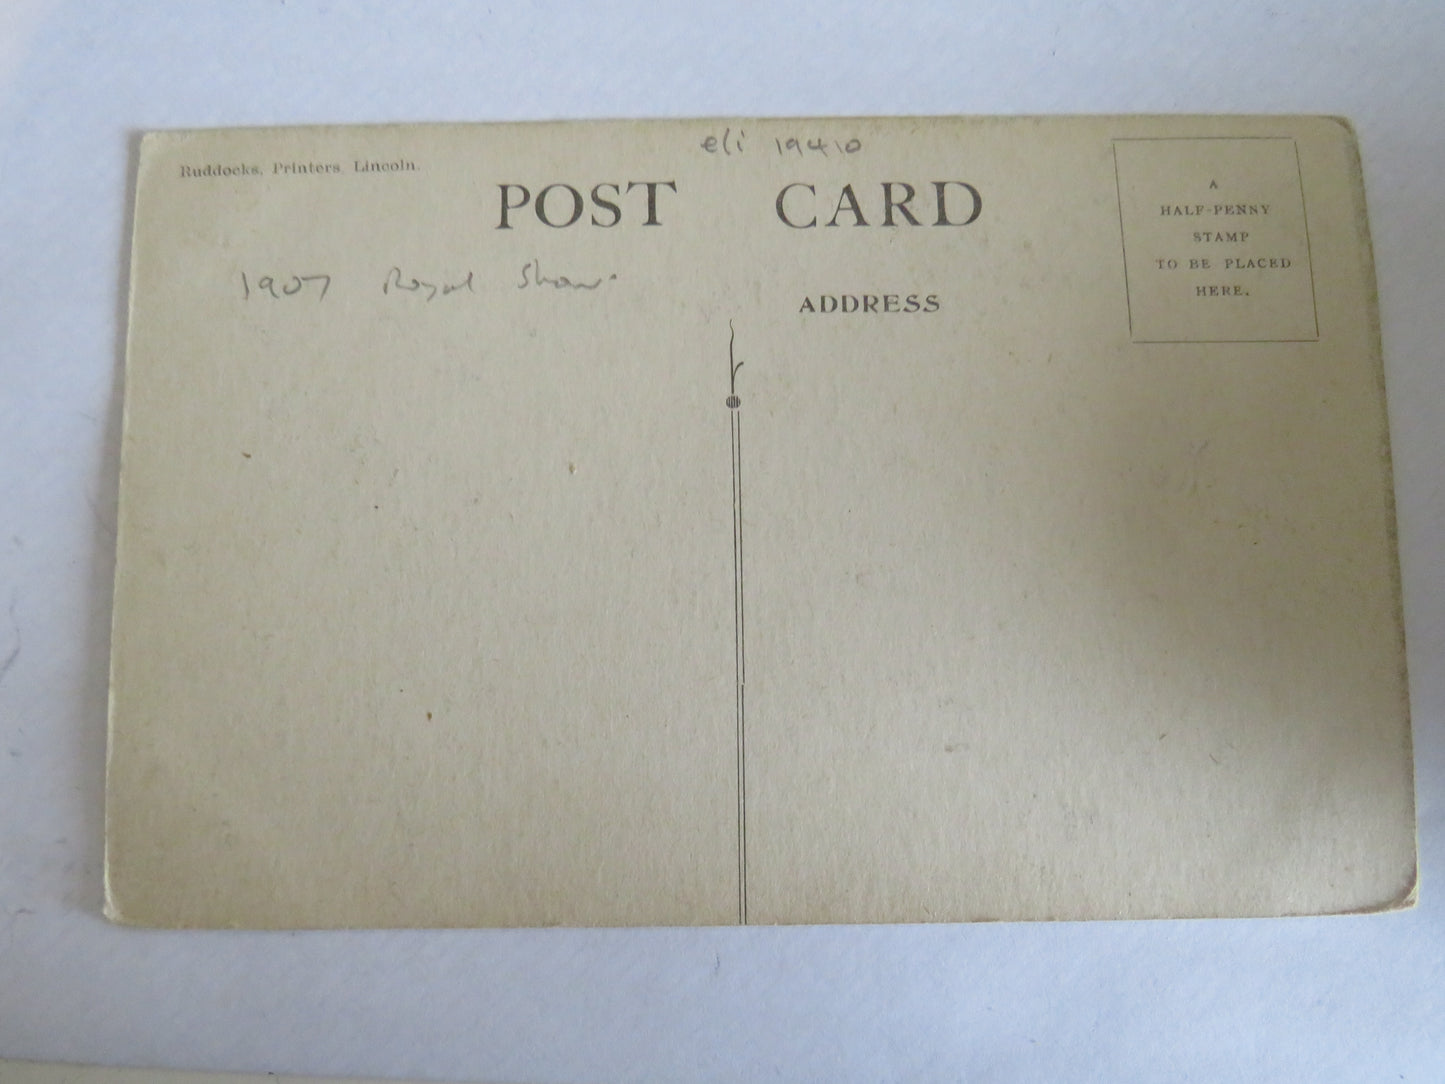 eli 19410
Ruddocks, Printers, Lincoln.
POST CARD
A
HALF-PENNY
STAMP
TO BE PLACED
HERE.
1907 Royal Show
ADDRESS